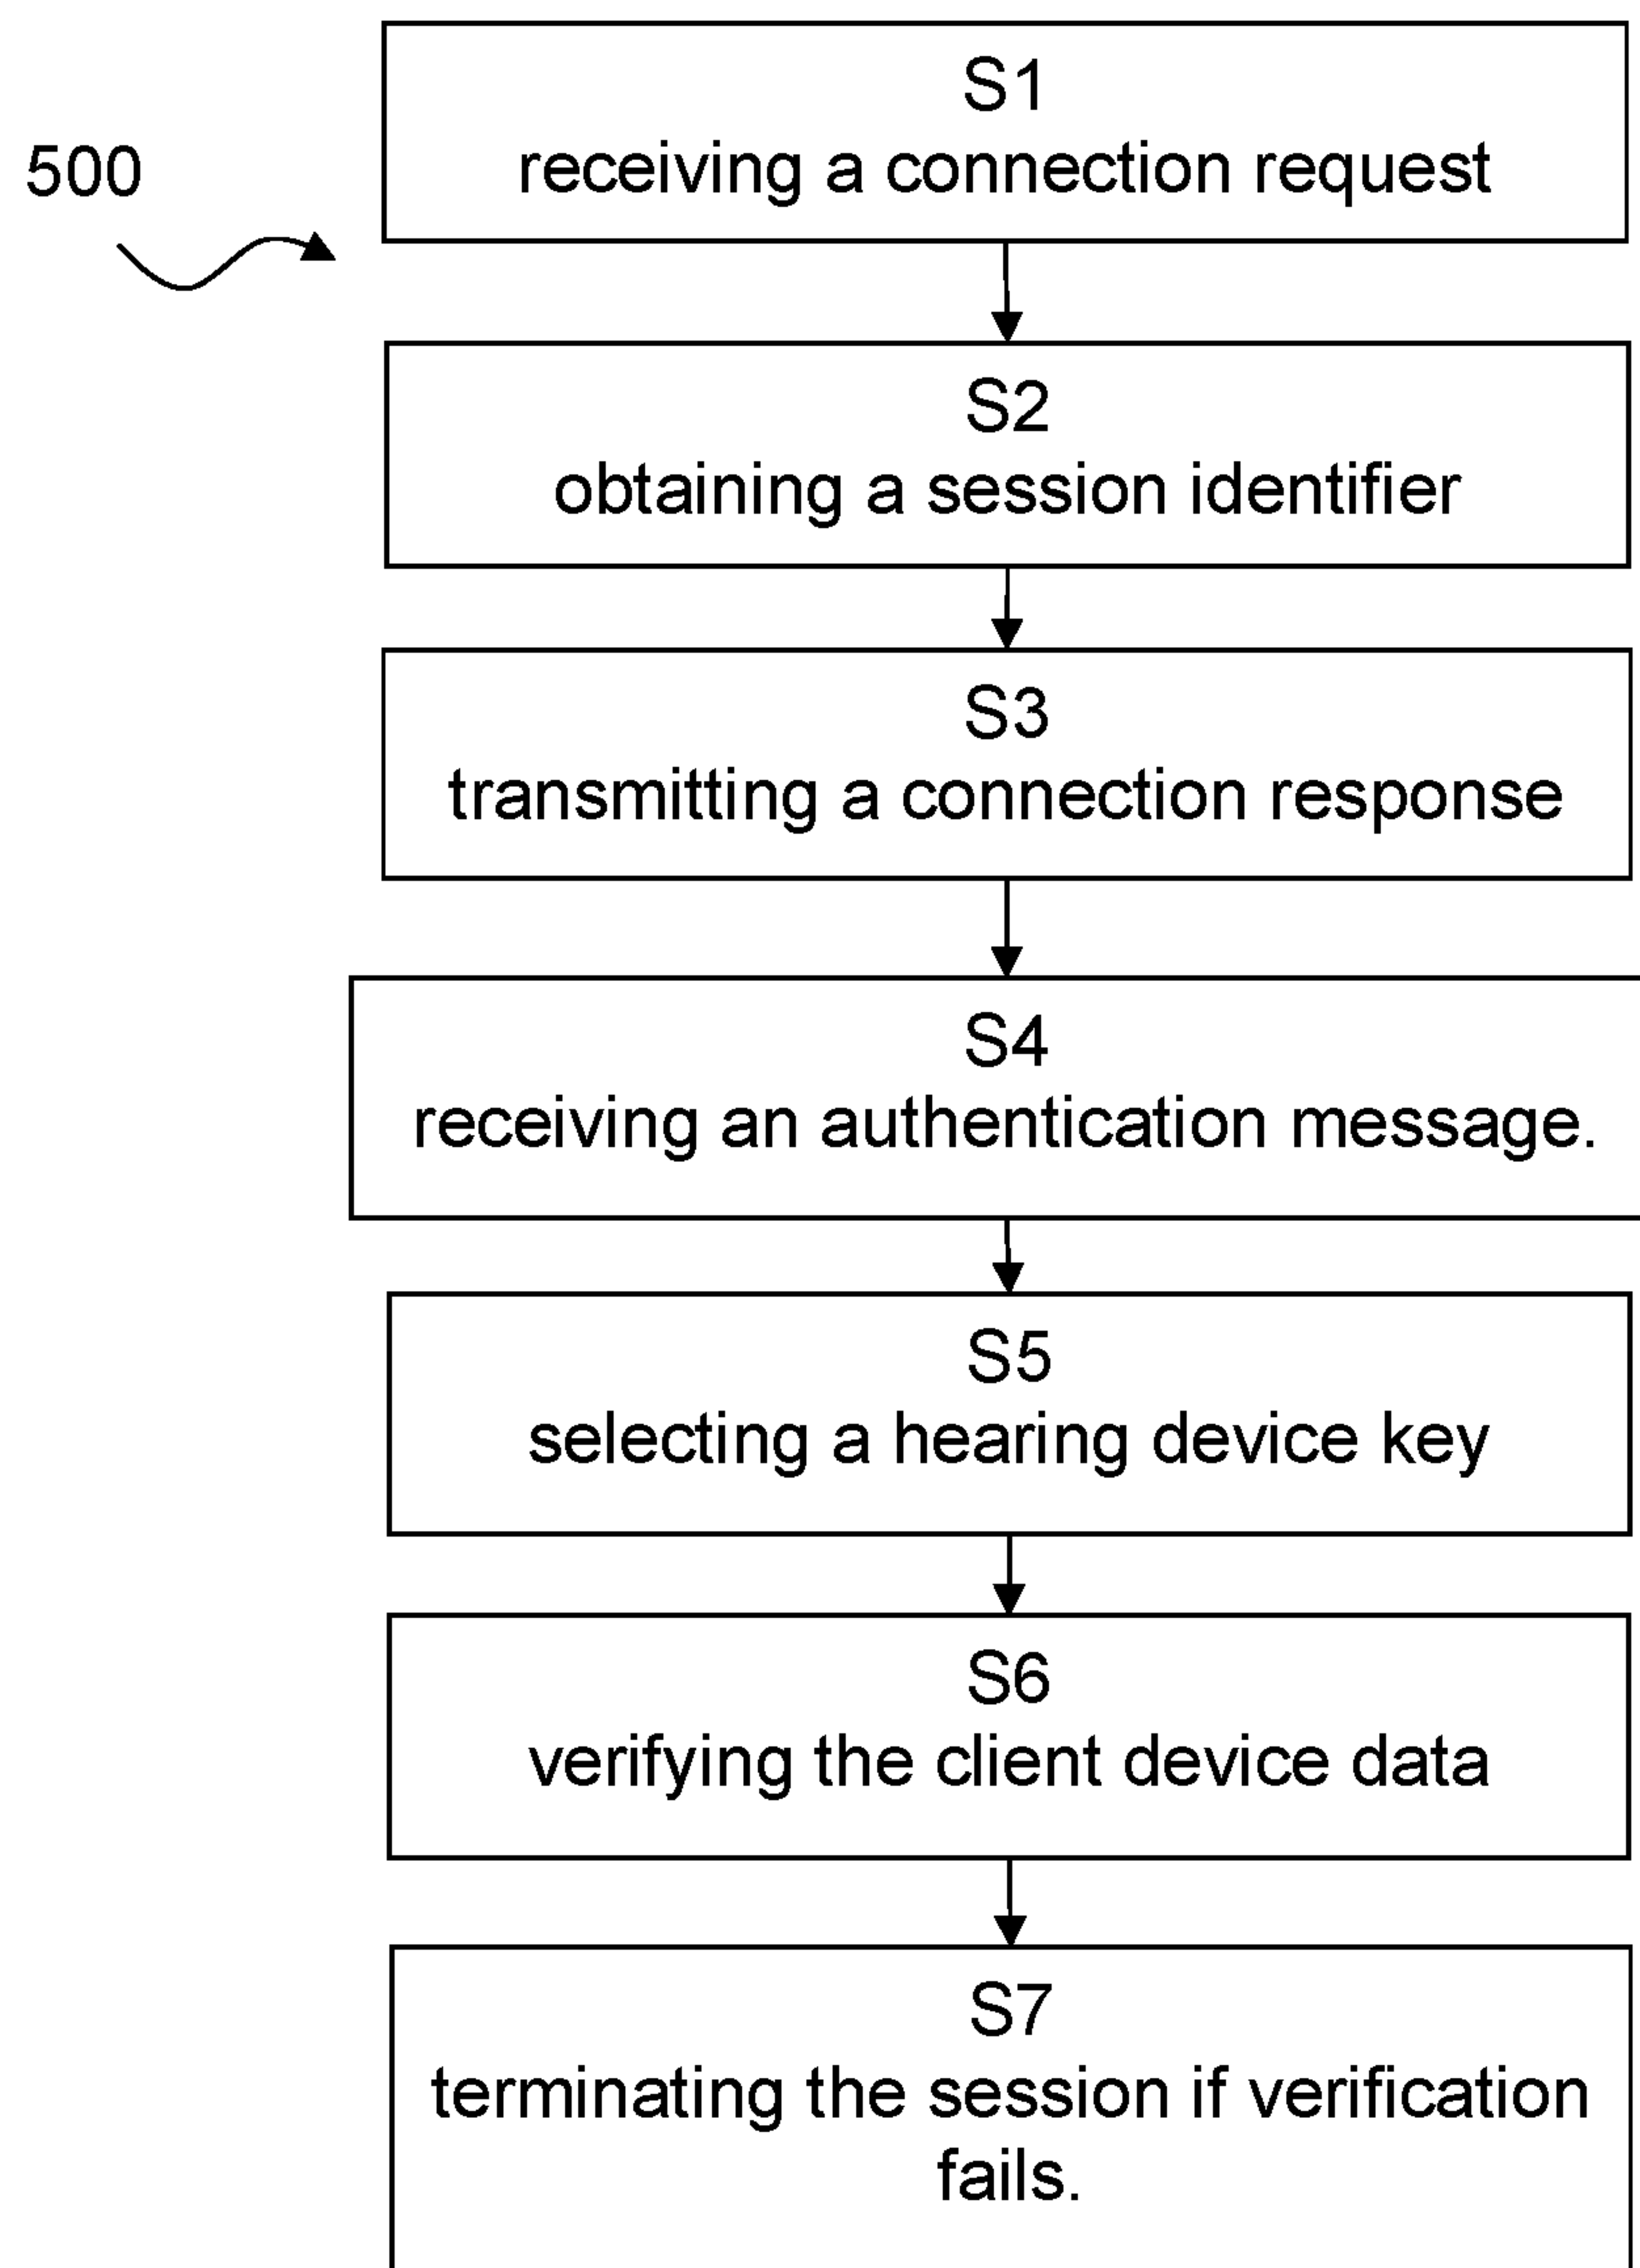 500
S1
receiving a connection request
S2
obtaining a session identifier
S3
transmitting a connection response
S4
receiving an authentication message.
S5
selecting a hearing device key
S6
verifying the client device data
S7
terminating the session if verification
fails.